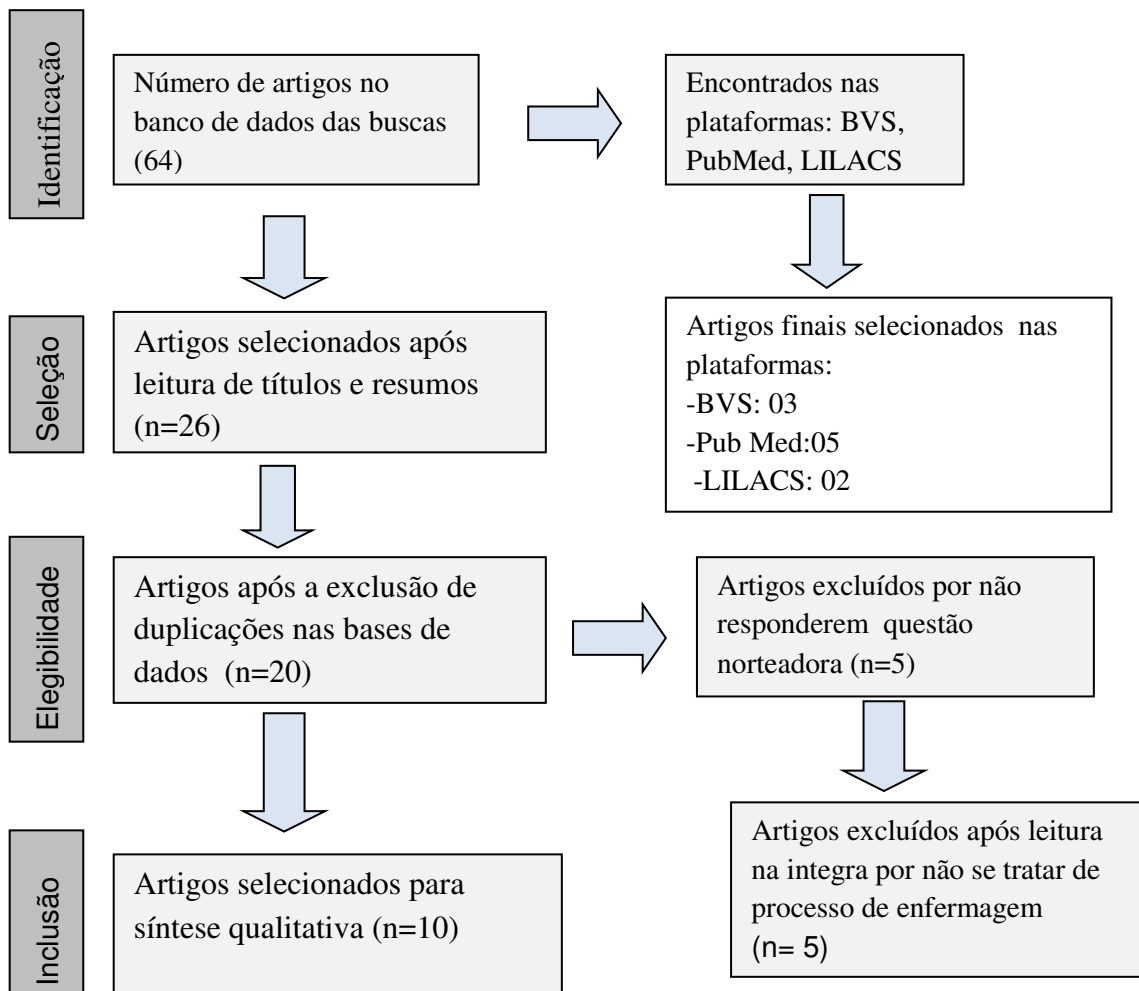 Identificação
Número de artigos no
banco de dados das buscas
(64)
Encontrados nas
plataformas: BVS,
PubMed, LILACS
Seleção
Artigos selecionados após
leitura de títulos e resumos
(n=26)
Artigos finais selecionados nas
plataformas:
-BVS: 03
-Pub Med:05
-LILACS: 02
Elegibilidade
Artigos após a exclusão de
duplicações nas bases de
dados (n=20)
Artigos excluídos por não
responderem questão
norteadora (n=5)
Artigos excluídos após leitura
na integra por não se tratar de
processo de enfermagem
(n= 5)
Inclusão
Artigos selecionados para
síntese qualitativa (n=10)